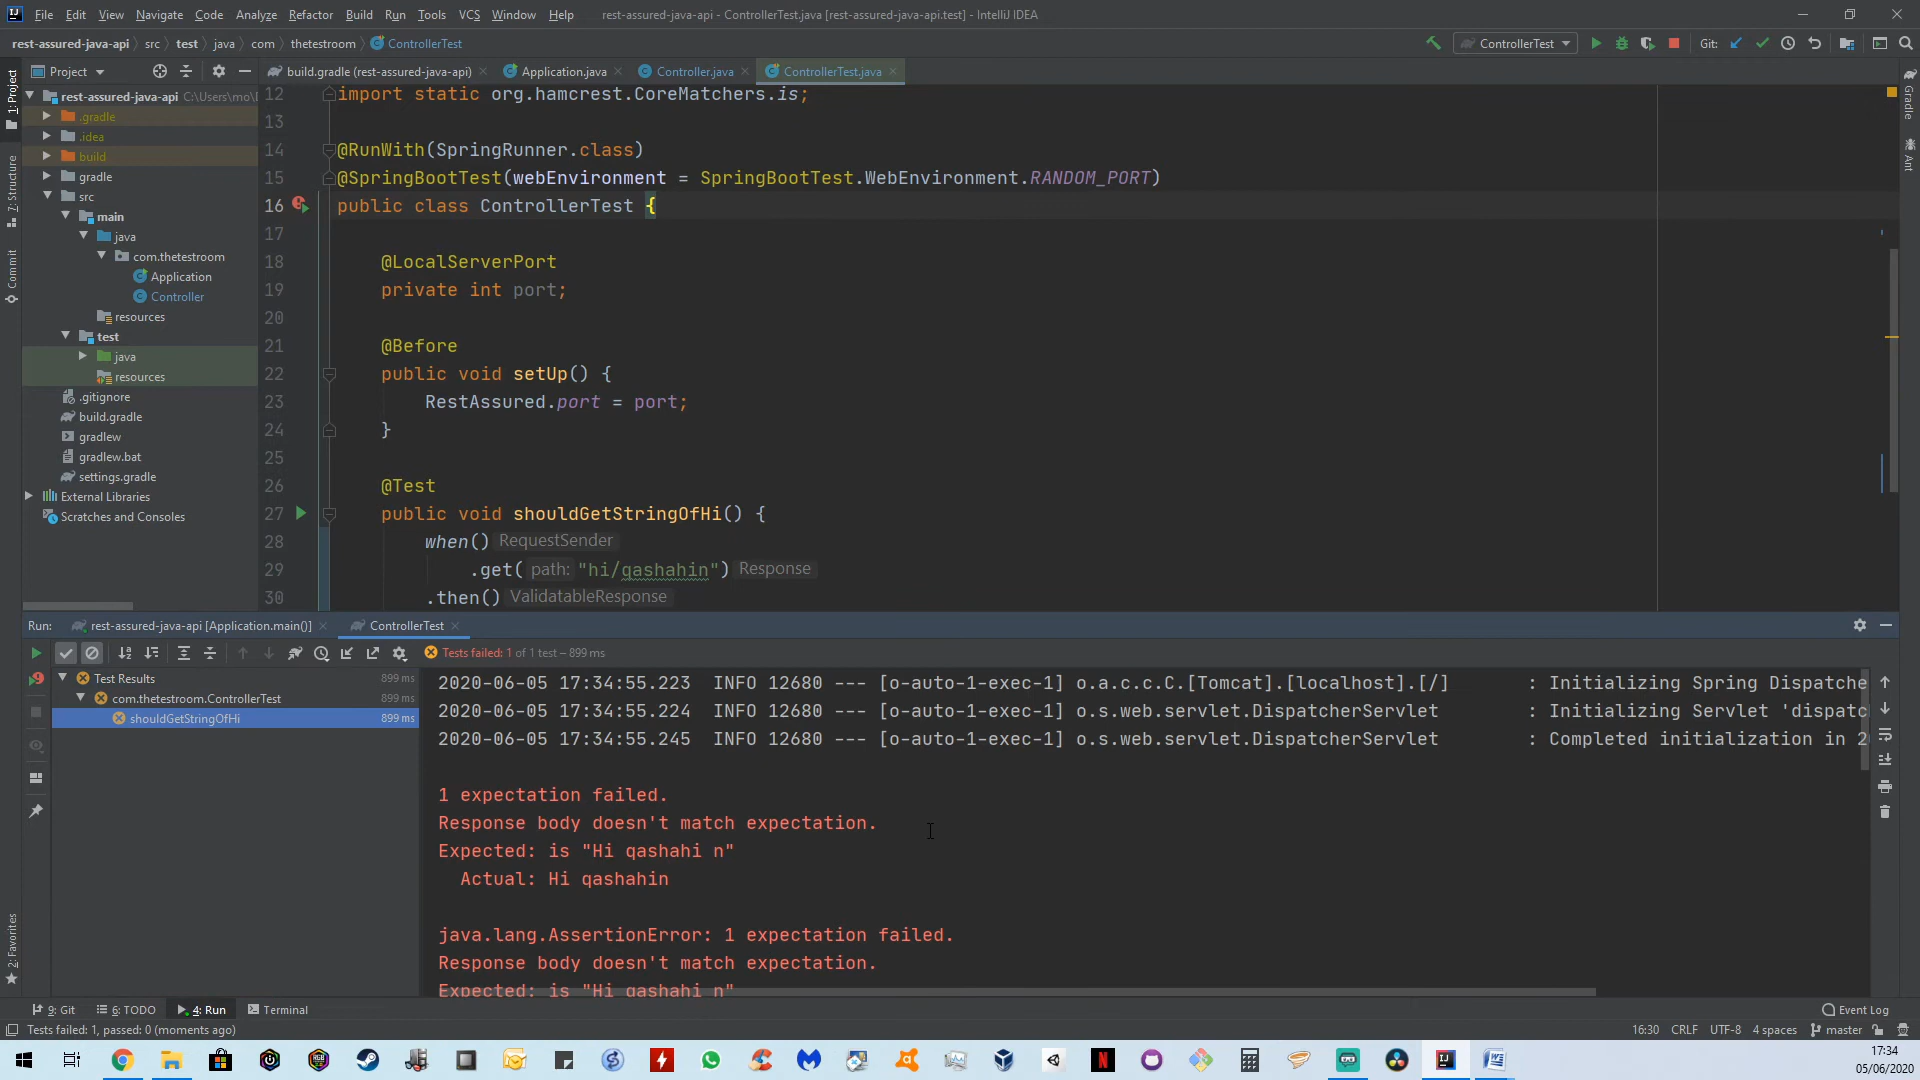 File Edit View Navigate Code Analyze Refactor Build Run Tools VCS Window Help rest-assured-java-api - ControllerTest.java [rest-assured-java-api.test] - IntelliJ IDEA
rest-assured-java-api src test java com thetestroom ControllerTest ControllerTest Git:
Project build.gradle (rest-assured-java-api) Application.java Controller.java ControllerTest.java
1: Project
7: Structure
Commit
2: Favorites
rest-assured-java-api C:\Users\mo\
.gradle
.idea
build
gradle
src
main
java
com.thetestroom
Application
Controller
resources
test
java
resources
.gitignore
build.gradle
gradlew
gradlew.bat
settings.gradle
External Libraries
Scratches and Consoles
12 import static org.hamcrest.CoreMatchers.is;
13
14 @RunWith(SpringRunner.class)
15 @SpringBootTest(webEnvironment = SpringBootTest.WebEnvironment.RANDOM_PORT)
16 public class ControllerTest {
17
18 @LocalServerPort
19 private int port;
20
21 @Before
22 public void setUp() {
23 RestAssured.port = port;
24 }
25
26 @Test
27 public void shouldGetStringOfHi() {
28 when() RequestSender
29 .get( path: "hi/qashahin") Response
30 .then() ValidatableResponse
Gradle
Ant
Run: rest-assured-java-api [Application.main()] ControllerTest
Tests failed: 1 of 1 test – 899 ms
Test Results 899 ms
com.thetestroom.ControllerTest 899 ms
shouldGetStringOfHi 899 ms
2020-06-05 17:34:55.223 INFO 12680 --- [o-auto-1-exec-1] o.a.c.c.C.[Tomcat].[localhost].[/] : Initializing Spring Dispatche
2020-06-05 17:34:55.224 INFO 12680 --- [o-auto-1-exec-1] o.s.web.servlet.DispatcherServlet : Initializing Servlet 'dispatc
2020-06-05 17:34:55.245 INFO 12680 --- [o-auto-1-exec-1] o.s.web.servlet.DispatcherServlet : Completed initialization in 2
1 expectation failed.
Response body doesn't match expectation.
Expected: is "Hi qashahi n"
Actual: Hi qashahin
java.lang.AssertionError: 1 expectation failed.
Response body doesn't match expectation.
Expected: is "Hi qashahi n"
9: Git 6: TODO 4: Run Terminal Event Log
Tests failed: 1, passed: 0 (moments ago) 16:30 CRLF UTF-8 4 spaces master
17:34
05/06/2020